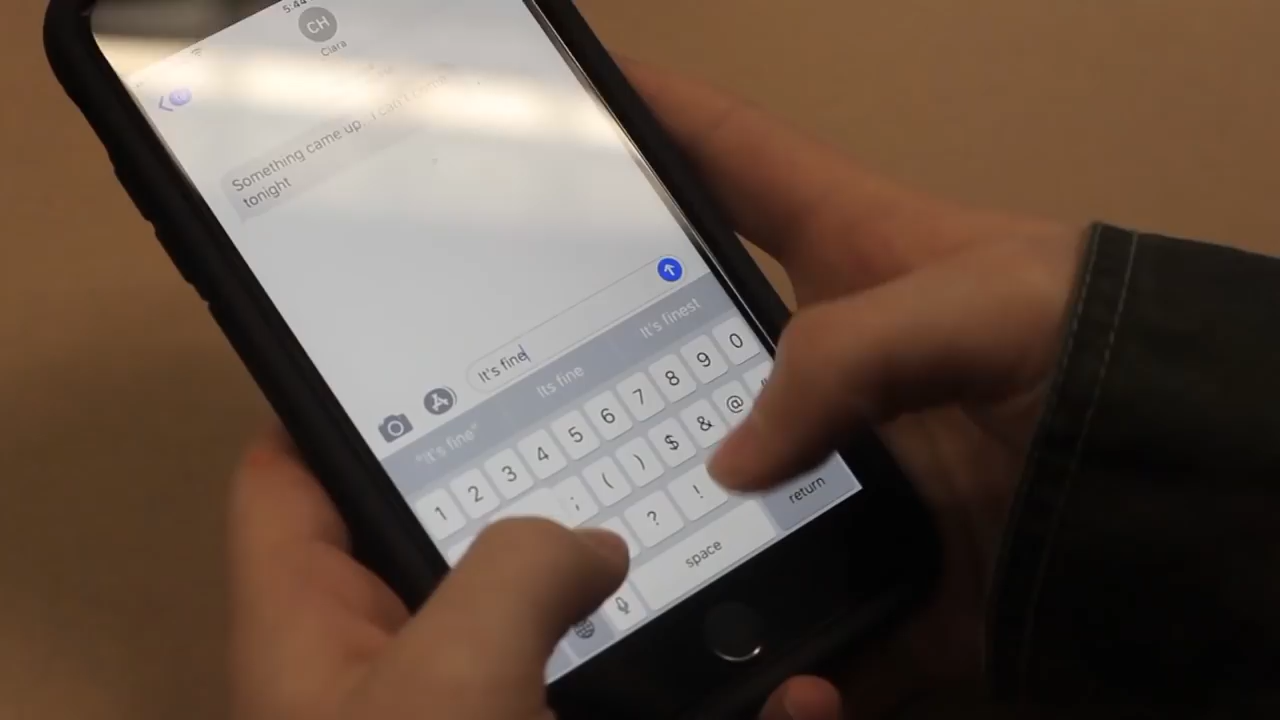 5:44
CH
Clara
Something came up... I can't come
tonight
It's fine
"It's fine" Its fine It's finest
1 2 3 4 5 6 7 8 9 0
; ( ) $ & @ "
? !
space return